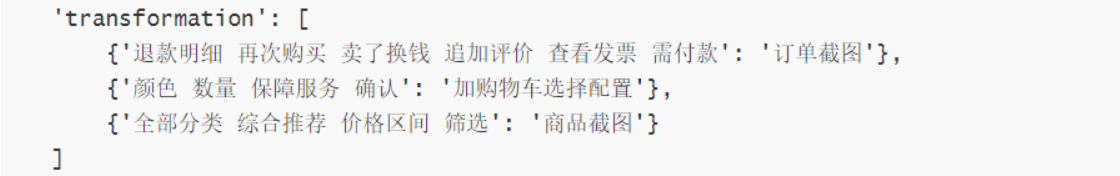 'transformation': [
{'退款明细 再次购买 卖了换钱 追加评价 查看发票 需付款': '订单截图'},
{'颜色 数量 保障服务 确认': '加购物车选择配置'},
{'全部分类 综合推荐 价格区间 筛选': '商品截图'}
]